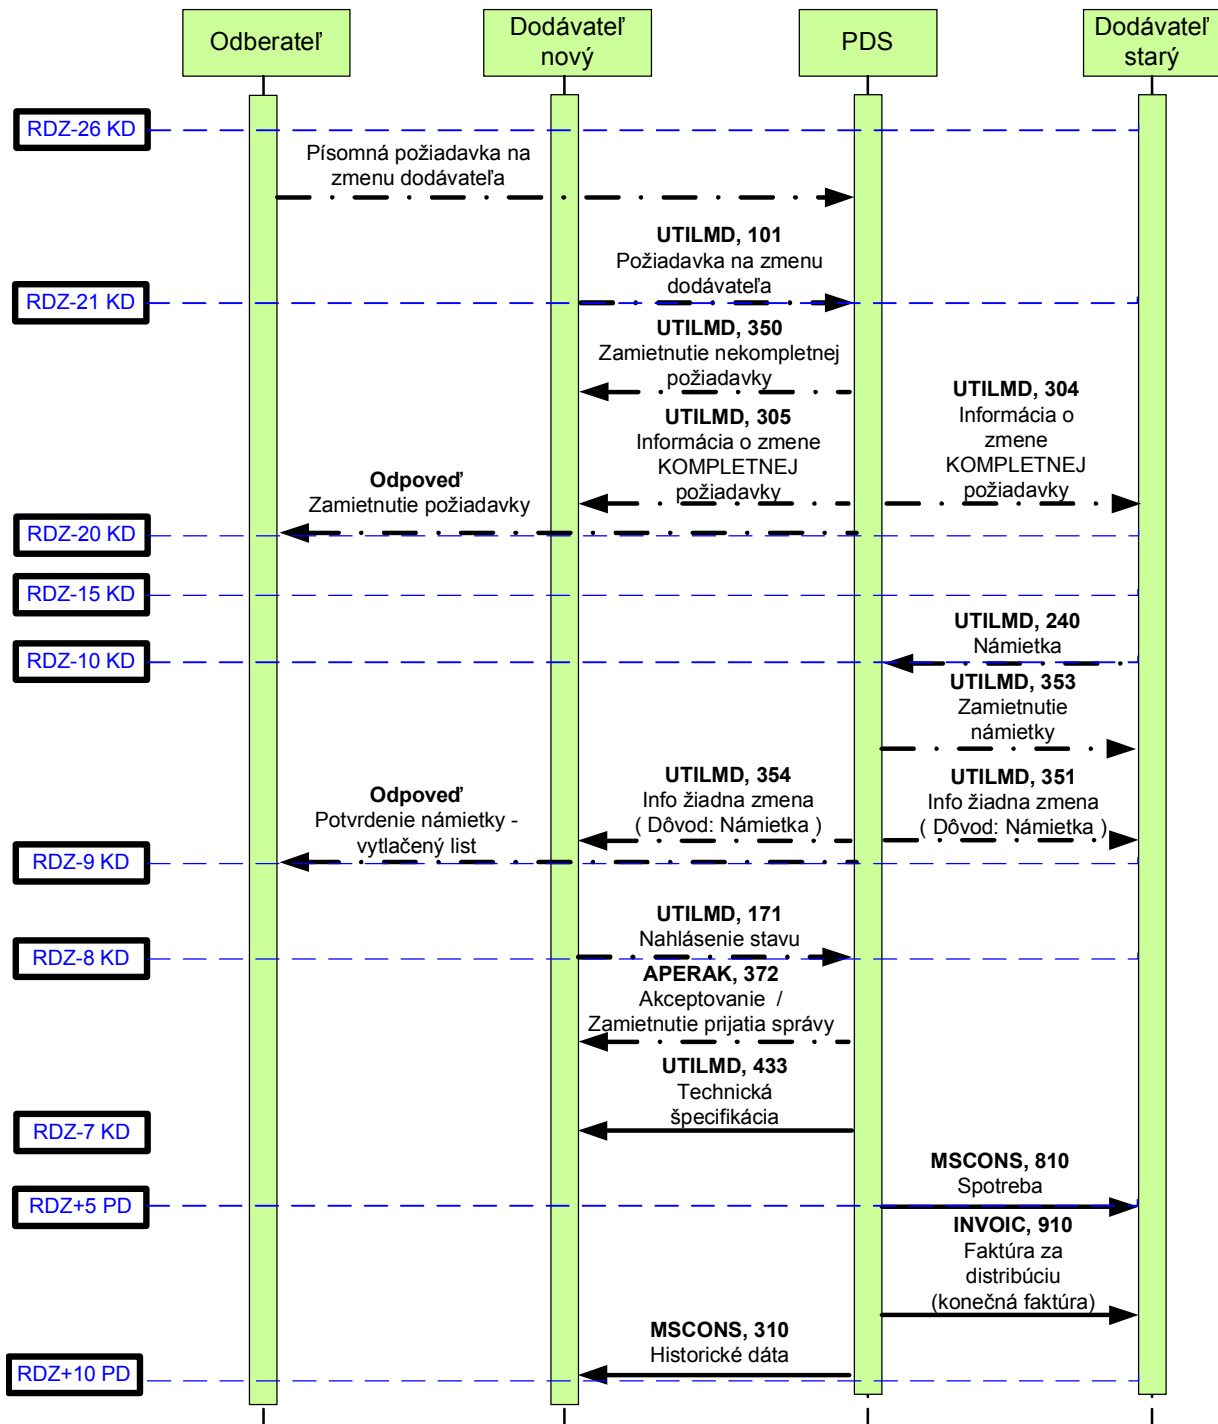 Odberateľ
Dodávateľ
nový
PDS
Dodávateľ
starý
RDZ-26 KD
Písomná požiadavka na
zmenu dodávateľa
UTILMD, 101
Požiadavka na zmenu
dodávateľa
RDZ-21 KD
UTILMD, 350
Zamietnutie nekompletnej
požiadavky
UTILMD, 304
Informácia o
zmene
KOMPLETNEJ
požiadavky
UTILMD, 305
Informácia o zmene
KOMPLETNEJ
požiadavky
Odpoveď
Zamietnutie požiadavky
RDZ-20 KD
RDZ-15 KD
UTILMD, 240
Námietka
RDZ-10 KD
UTILMD, 353
Zamietnutie
námietky
UTILMD, 354
Info žiadna zmena
( Dôvod: Námietka )
UTILMD, 351
Info žiadna zmena
( Dôvod: Námietka )
Odpoveď
Potvrdenie námietky -
vytlačený list
RDZ-9 KD
UTILMD, 171
Nahlásenie stavu
RDZ-8 KD
APERAK, 372
Akceptovanie /
Zamietnutie prijatia správy
UTILMD, 433
Technická
špecifikácia
RDZ-7 KD
MSCONS, 810
Spotreba
RDZ+5 PD
INVOIC, 910
Faktúra za
distribúciu
(konečná faktúra)
MSCONS, 310
Historické dáta
RDZ+10 PD